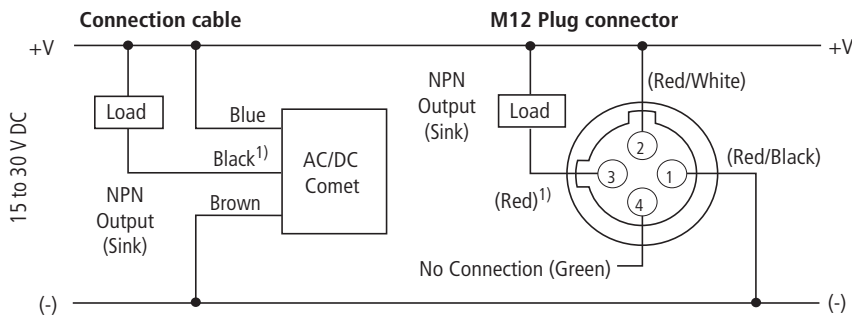 Connection cable
M12 Plug connector
+V
+V
15 to 30 V DC
Load
NPN
Output
(Sink)
Blue
Black1)
Brown
AC/DC
Comet
NPN
Output
(Sink)
Load
(Red/White)
(Red/Black)
(Red)1)
2
3
1
4
No Connection (Green)
(-)
(-)